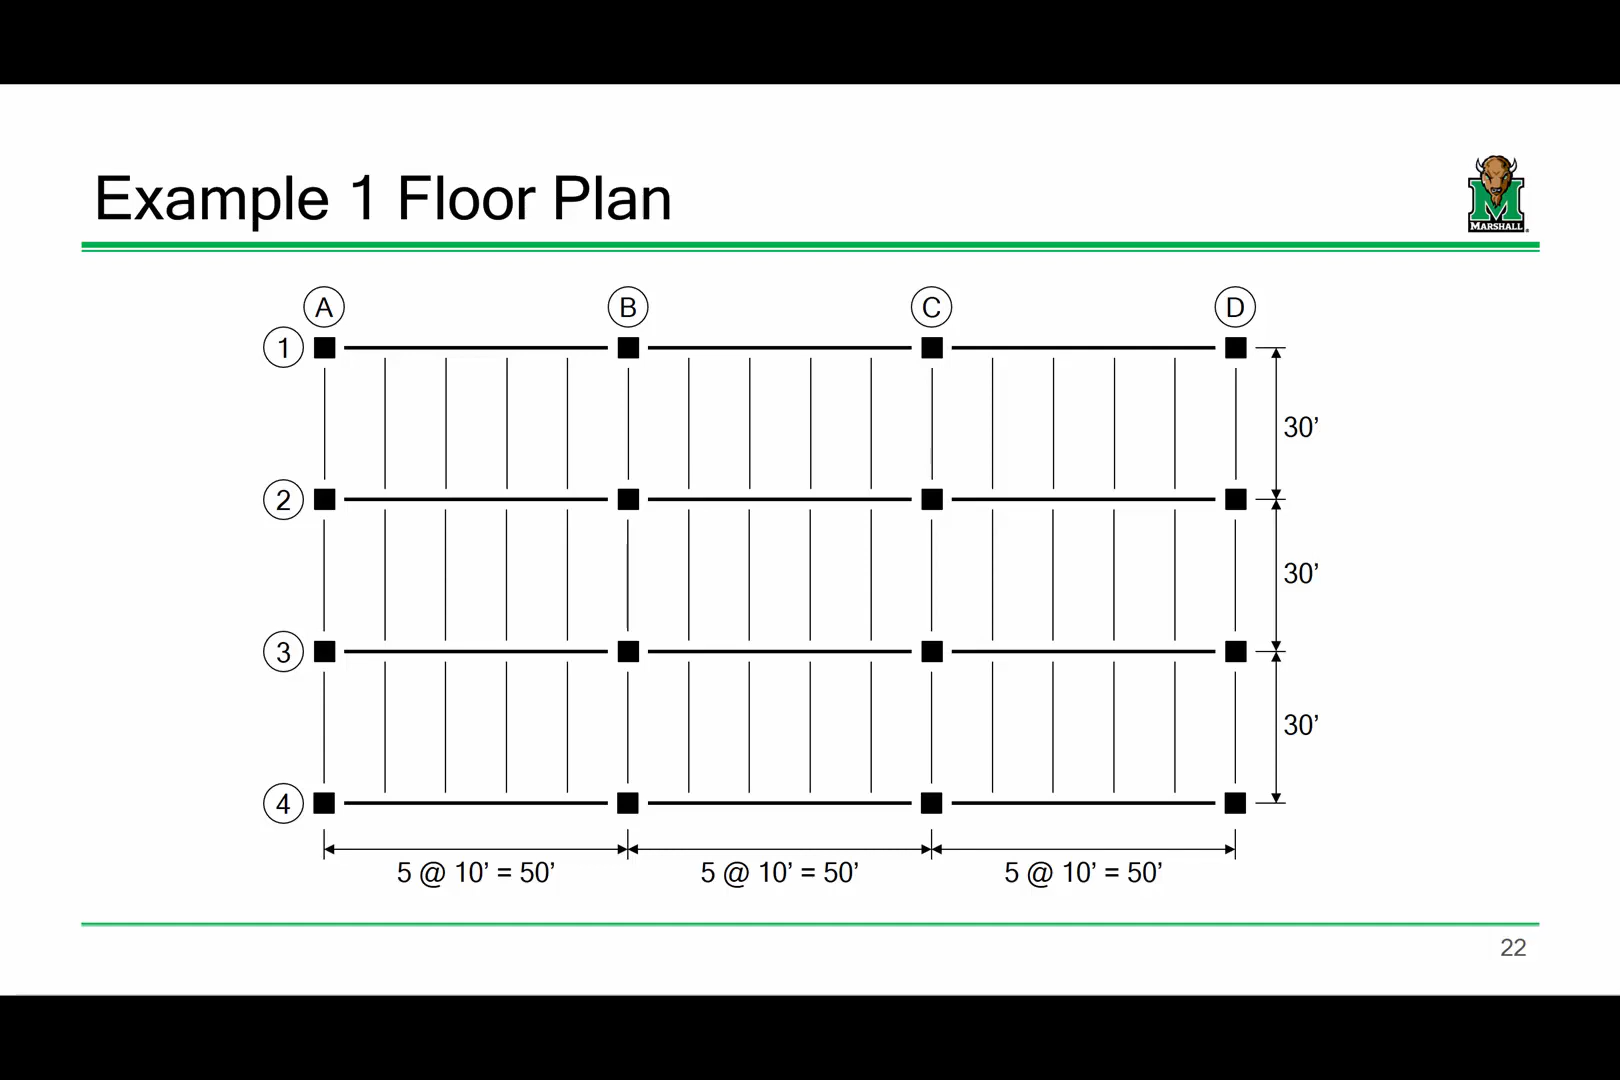 Example 1 Floor Plan
MARSHALL
A B C D
1
30’
2
30’
3
30’
4
5 @ 10’ = 50’ 5 @ 10’ = 50’ 5 @ 10’ = 50’
22